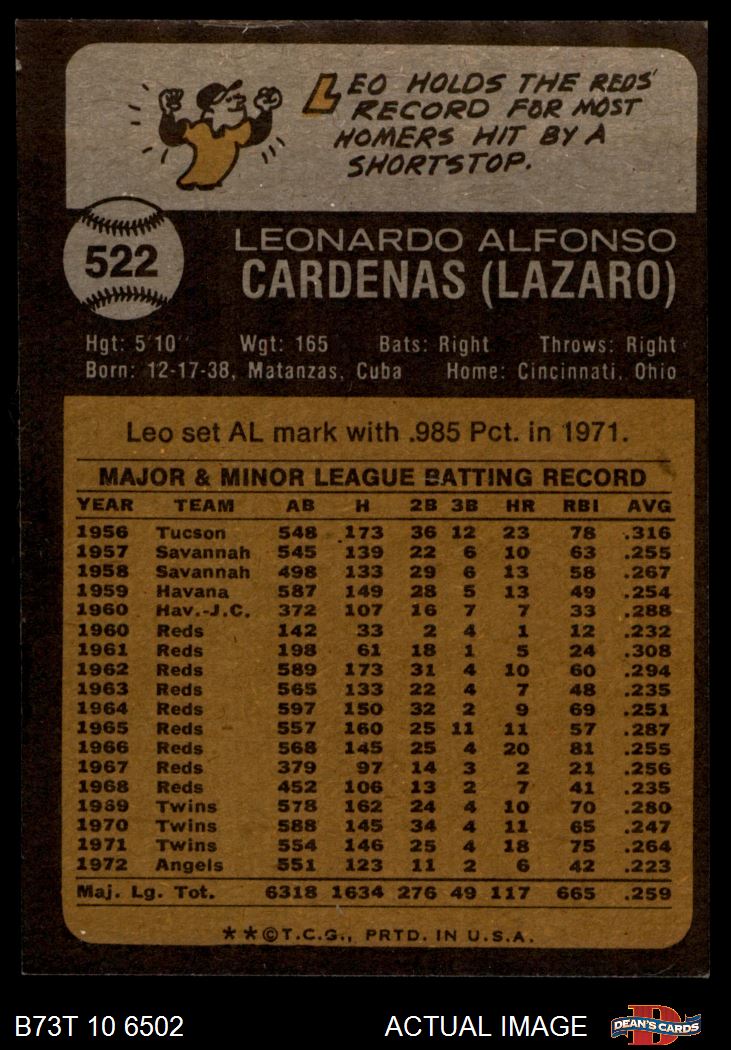 LEO HOLDS THE REDS'
RECORD FOR MOST
HOMERS HIT BY A
SHORTSTOP.
522
LEONARDO ALFONSO
CARDENAS (LAZARO)
Hgt: 5'10" Wgt: 165 Bats: Right Throws: Right
Born: 12-17-38, Matanzas, Cuba Home: Cincinnati, Ohio
Leo set AL mark with .985 Pct. in 1971.
MAJOR & MINOR LEAGUE BATTING RECORD
YEAR TEAM AB H 2B 3B HR RBI AVG
1956 Tucson 548 173 36 12 23 78 .316
1957 Savannah 545 139 22 6 10 63 .255
1958 Savannah 498 133 29 6 13 58 .267
1959 Havana 587 149 28 5 13 49 .254
1960 Hav.-J.C. 372 107 16 7 7 33 .288
1960 Reds 142 33 2 4 1 12 .232
1961 Reds 198 61 18 1 5 24 .308
1962 Reds 589 173 31 4 10 60 .294
1963 Reds 565 133 22 4 7 48 .235
1964 Reds 597 150 32 2 9 69 .251
1965 Reds 557 160 25 11 11 57 .287
1966 Reds 568 145 25 4 20 81 .255
1967 Reds 379 97 14 3 2 21 .256
1968 Reds 452 106 13 2 7 41 .235
1969 Twins 578 162 24 4 10 70 .280
1970 Twins 588 145 34 4 11 65 .247
1971 Twins 554 146 25 4 18 75 .264
1972 Angels 551 123 11 2 6 42 .223
Maj. Lg. Tot. 6318 1634 276 49 117 665 .259
**©T.C.G., PRTD. IN U.S.A.
B73T 10 6502 ACTUAL IMAGE
D
DEAN'S CARDS